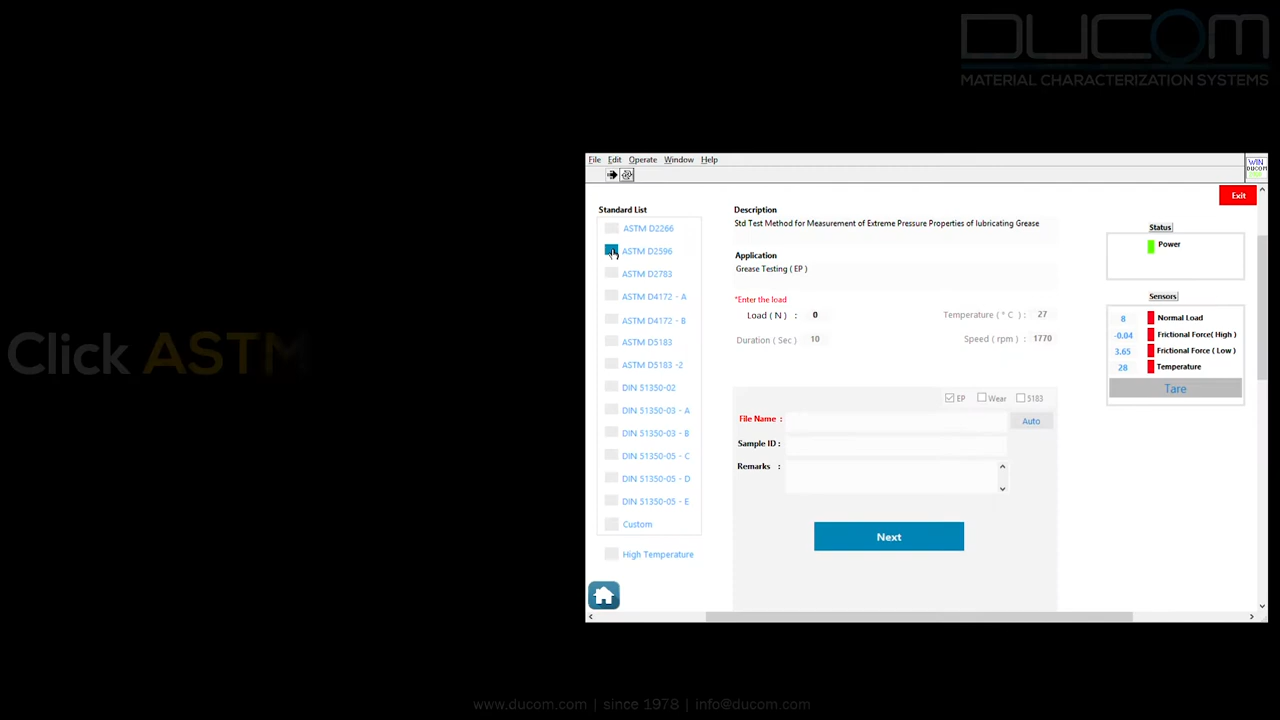 DUCOM
MATERIAL CHARACTERIZATION SYSTEMS
File Edit Operate Window Help
WIN
DUCOM
Exit
Standard List
ASTM D2266
ASTM D2596
ASTM D2783
ASTM D4172 - A
ASTM D4172 - B
ASTM D5183
ASTM D5183 -2
DIN 51350-02
DIN 51350-03 - A
DIN 51350-03 - B
DIN 51350-05 - C
DIN 51350-05 - D
DIN 51350-05 - E
Custom
High Temperature
Description
Std Test Method for Measurement of Extreme Pressure Properties of lubricating Grease
Application
Grease Testing ( EP )
*Enter the load
Load ( N ) : 0
Temperature ( ° C ) : 27
Duration ( Sec ) 10
Speed ( rpm ) : 1770
EP Wear 5183
File Name :
Auto
Sample ID :
Remarks :
Next
Status
Power
Sensors
8 Normal Load
-0.04 Frictional Force( High )
3.65 Frictional Force ( Low )
28 Temperature
Tare
Click ASTM
www.ducom.com | since 1978 | info@ducom.com